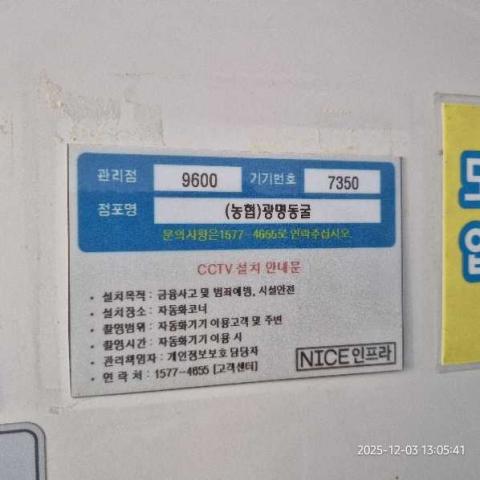 관리점 9600 기기번호 7350
점포명 (농협)광명동굴
문의사항은1577-4655로 연락주십시오.
CCTV 설치 안내문
• 설치목적 : 금융사고 및 범죄예방, 시설안전
• 설치장소 : 자동화코너
• 촬영범위 : 자동화기기 이용고객 및 주변
• 촬영시간 : 자동화기기 이용 시
• 관리책임자 : 개인정보보호 담당자
• 연 락 처 : 1577-4655 [고객센터]
NICE인프라
2025-12-03 13:05:41